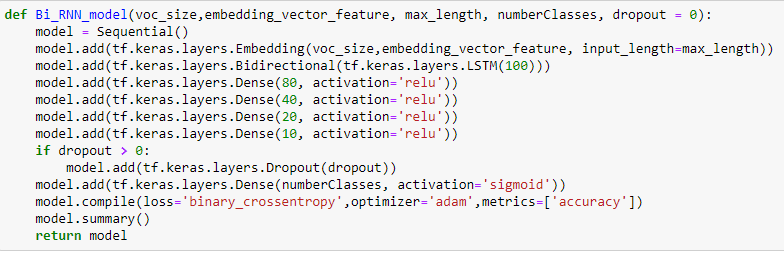 def Bi_RNN_model(voc_size,embedding_vector_feature, max_length, numberClasses, dropout = 0):
    model = Sequential()
    model.add(tf.keras.layers.Embedding(voc_size,embedding_vector_feature, input_length=max_length))
    model.add(tf.keras.layers.Bidirectional(tf.keras.layers.LSTM(100)))
    model.add(tf.keras.layers.Dense(80, activation='relu'))
    model.add(tf.keras.layers.Dense(40, activation='relu'))
    model.add(tf.keras.layers.Dense(20, activation='relu'))
    model.add(tf.keras.layers.Dense(10, activation='relu'))
    if dropout > 0:
        model.add(tf.keras.layers.Dropout(dropout))
    model.add(tf.keras.layers.Dense(numberClasses, activation='sigmoid'))
    model.compile(loss='binary_crossentropy',optimizer='adam',metrics=['accuracy'])
    model.summary()
    return model